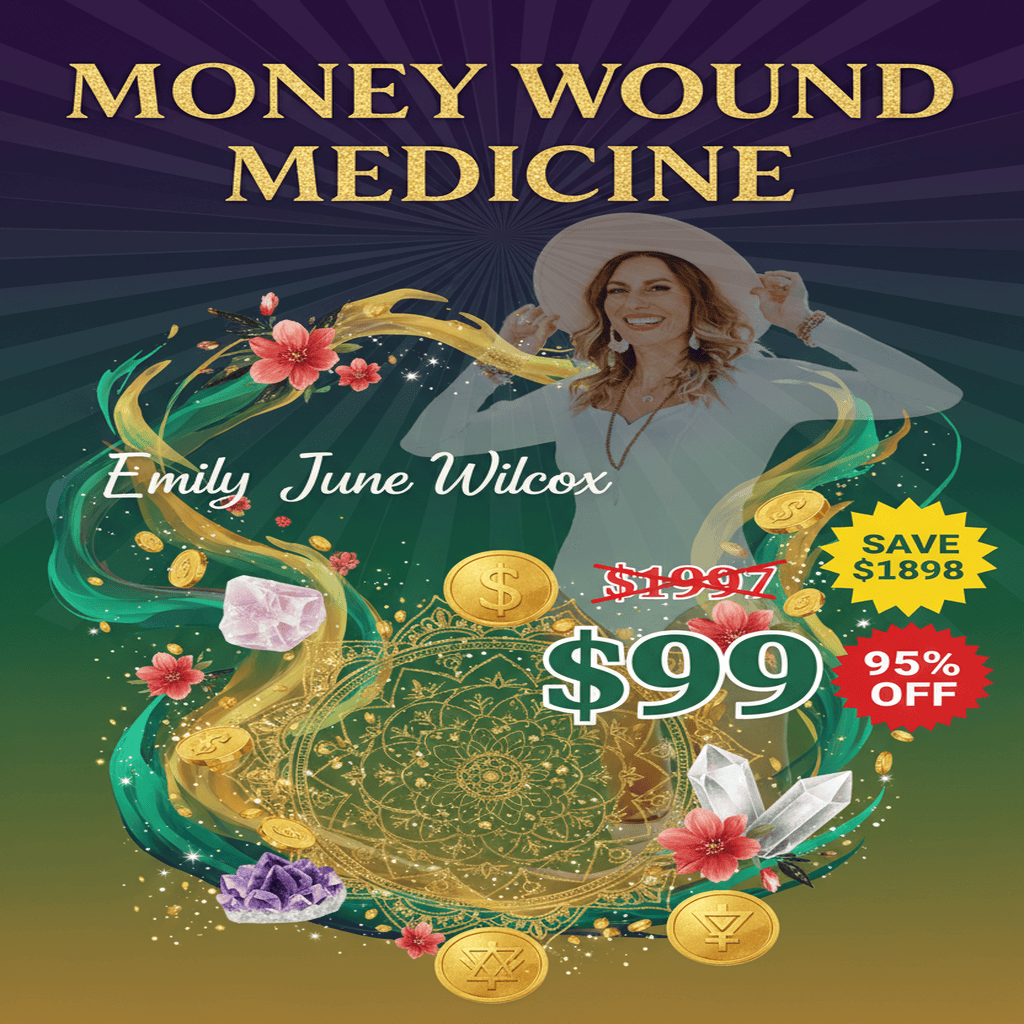 MONEY WOUND
MEDICINE
Emily June Wilcox
$1997
SAVE
$1898
$99
95%
OFF